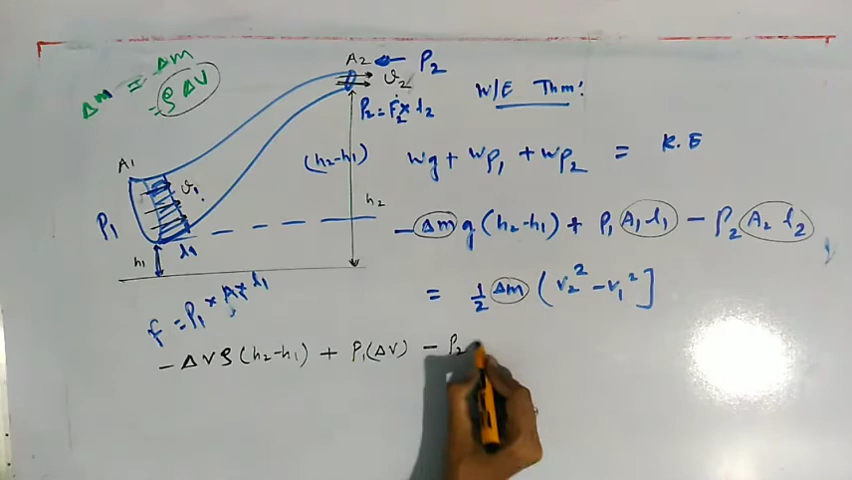 Δm = Δm
= ρ ΔV
A2 ← P2
v2
P2 = F2 × l2
W/E Thm:
A1
v1
(h2-h1)
Wg + WP1 + WP2 = K.E
P1
h2
l1
h1
- Δm g (h2-h1) + P1 A1 l1 - P2 A2 l2
= 1/2 Δm (v2² - v1²]
f = P1 × A × l1
- ΔV ρ (h2-h1) + P1 (ΔV) - P2